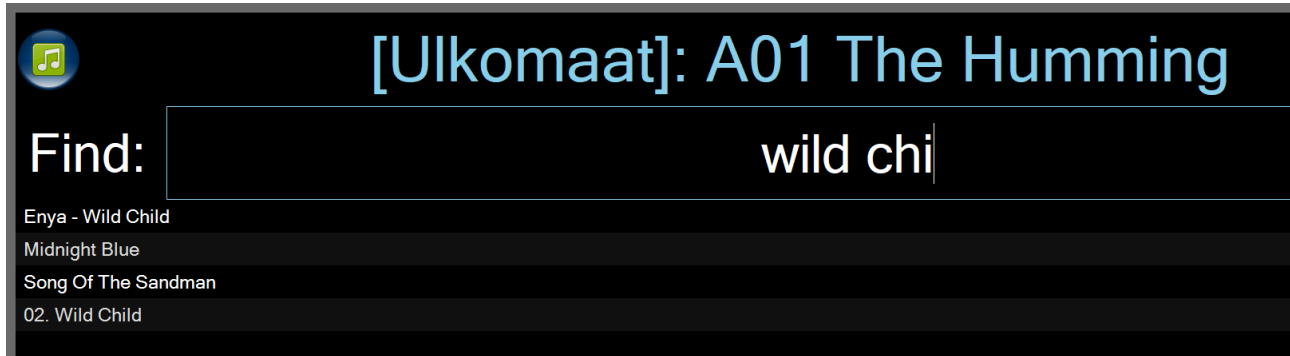 [Ulkomaat]: A01 The Humming
Find: wild chi
Enya - Wild Child
Midnight Blue
Song Of The Sandman
02. Wild Child